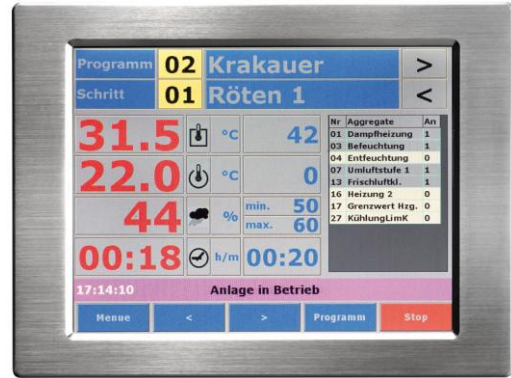 Programm 02 Krakauer >
Schritt 01 Röten 1 <
31.5 °C 42
22.0 °C 0
44 % min. 50
max. 60
00:18 h/m 00:20
Nr Aggregate An
01 Dampfheizung 1
03 Befeuchtung 1
04 Entfeuchtung 0
07 Umluftstufe 1 1
13 Frischluftkl. 1
16 Heizung 2 0
17 Grenzwert Hzg. 0
27 KühlungLimK 0
17:14:10 Anlage in Betrieb
Menue < > Programm Stop